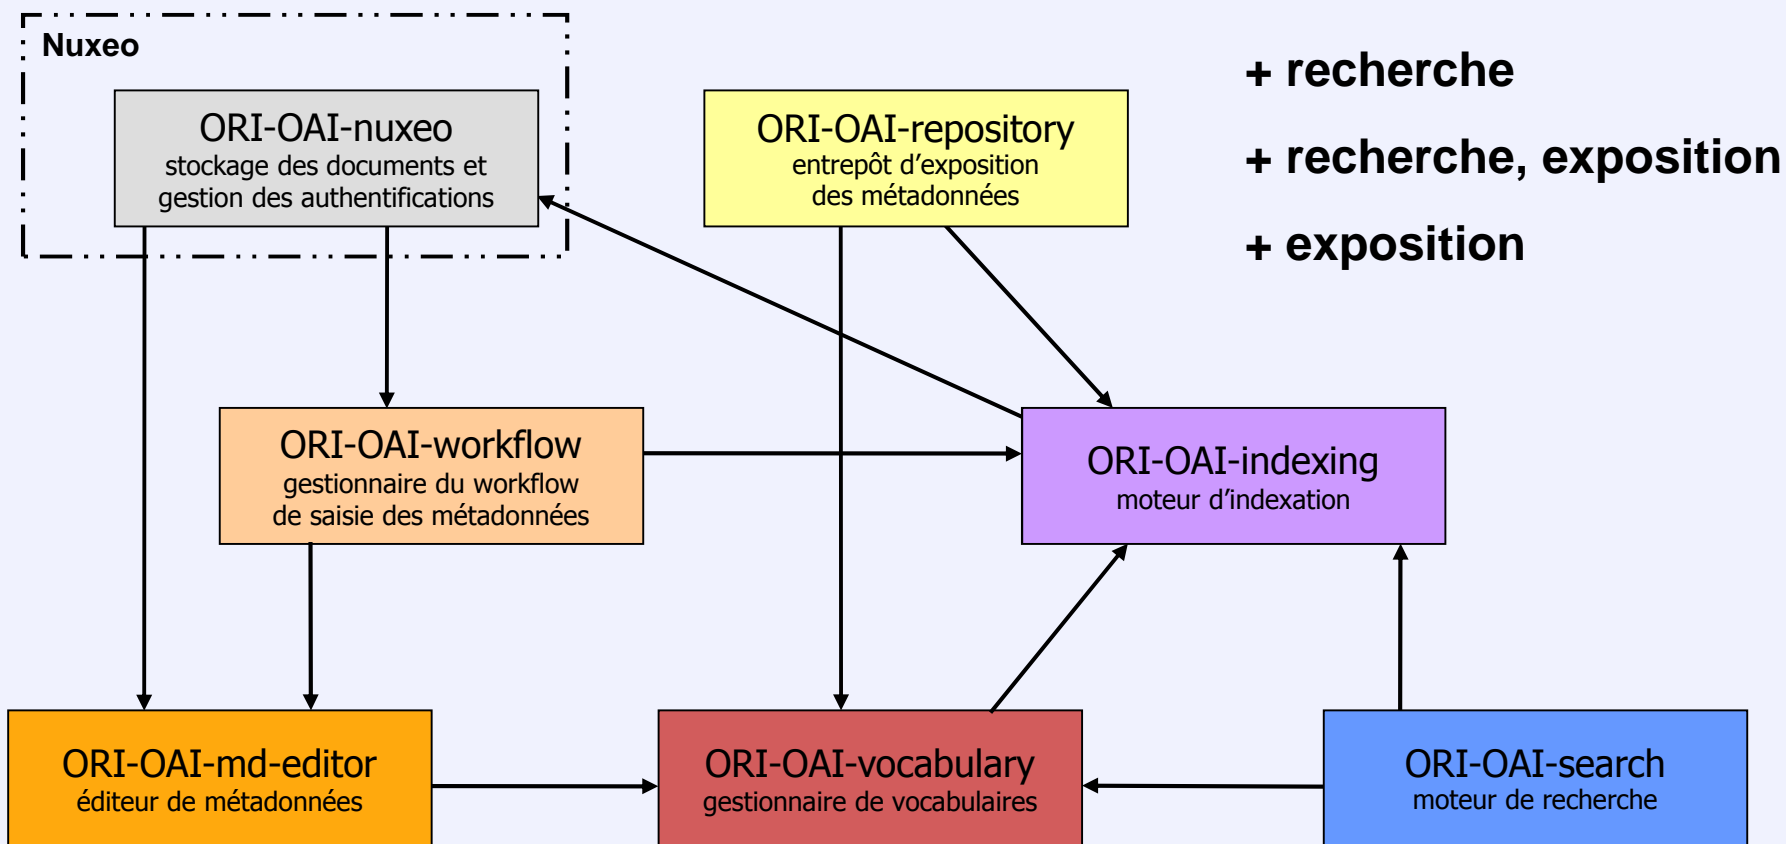 Nuxeo
ORI-OAI-nuxeo
stockage des documents et
gestion des authentifications
ORI-OAI-repository
entrepôt d’exposition
des métadonnées
+ recherche
+ recherche, exposition
+ exposition
ORI-OAI-workflow
gestionnaire du workflow
de saisie des métadonnées
ORI-OAI-indexing
moteur d’indexation
ORI-OAI-md-editor
éditeur de métadonnées
ORI-OAI-vocabulary
gestionnaire de vocabulaires
ORI-OAI-search
moteur de recherche